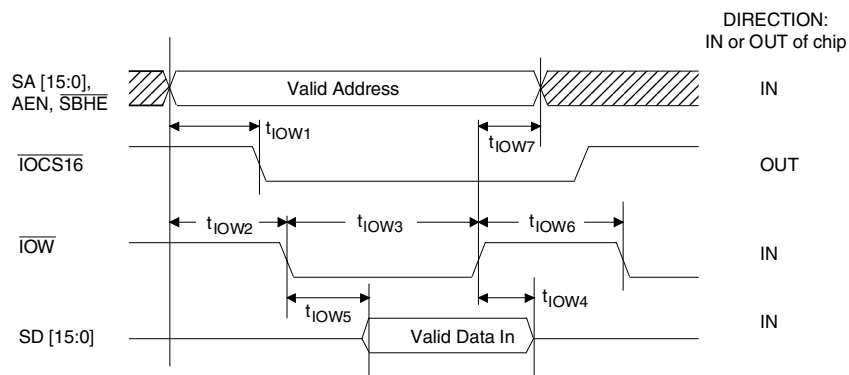 DIRECTION:
IN or OUT of chip
SA [15:0],
AEN, SBHE
Valid Address
IN
tIOW1
tIOW7
IOCS16
OUT
tIOW2
tIOW3
tIOW6
IOW
IN
tIOW5
tIOW4
IN
SD [15:0]
Valid Data In